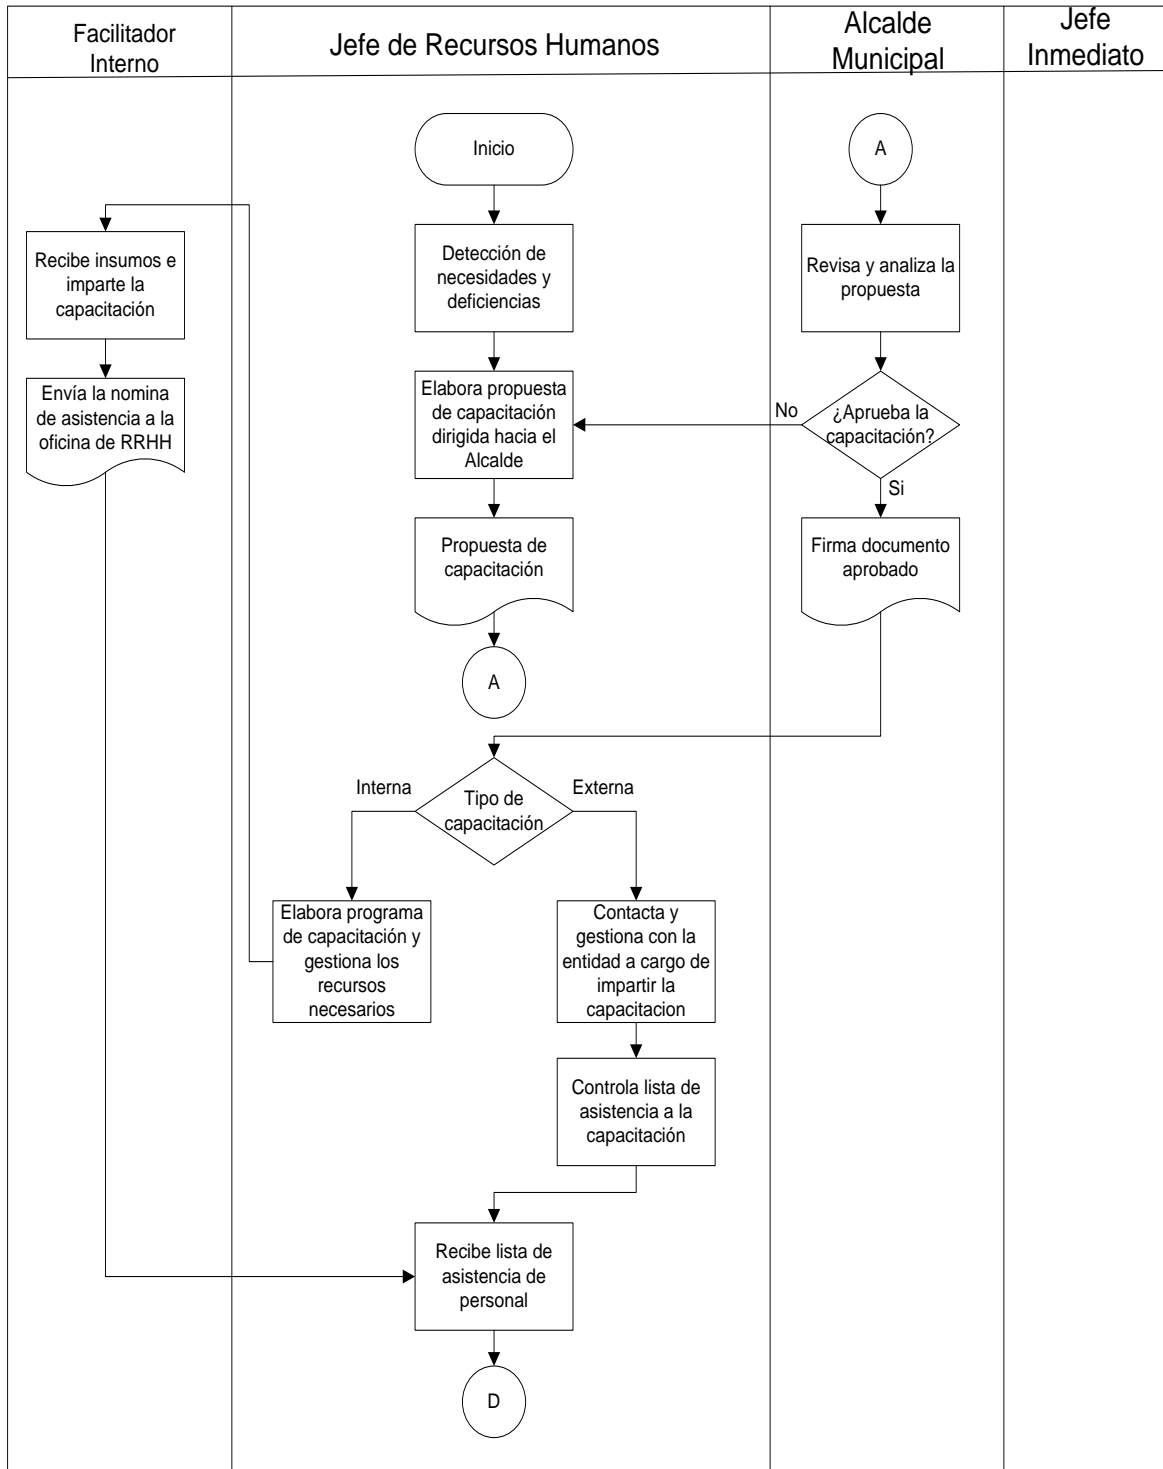 Facilitador
Interno
Jefe de Recursos Humanos
Alcalde
Municipal
Jefe
Inmediato
Inicio
A
Recibe insumos e
imparte la
capacitación
Detección de
necesidades y
deficiencias
Revisa y analiza la
propuesta
Envía la nomina
de asistencia a la
oficina de RRHH
Elabora propuesta
de capacitación
dirigida hacia el
Alcalde
No
¿Aprueba la
capacitación?
Si
Propuesta de
capacitación
Firma documento
aprobado
A
Interna
Tipo de
capacitación
Externa
Elabora programa
de capacitación y
gestiona los
recursos
necesarios
Contacta y
gestiona con la
entidad a cargo de
impartir la
capacitacion
Controla lista de
asistencia a la
capacitación
Recibe lista de
asistencia de
personal
D